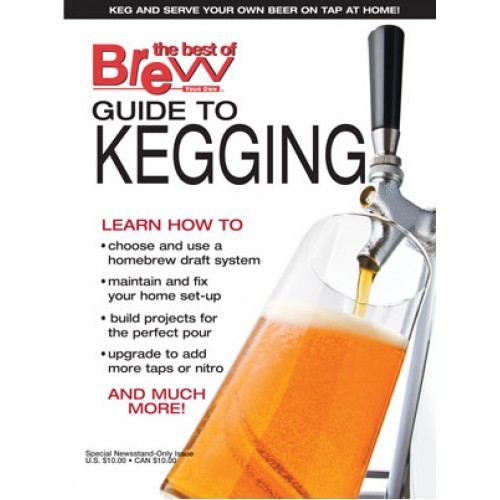 KEG AND SERVE YOUR OWN BEER ON TAP AT HOME!
the best of
Brew
YOUR OWN
GUIDE TO
KEGGING
LEARN HOW TO
•choose and use a
homebrew draft system
•maintain and fix
your home set-up
• build projects for
the perfect pour
•upgrade to add
more taps or nitro
AND MUCH
MORE!
Special Newsstand-Only Issue
U.S. $10.00 • CAN $10.00